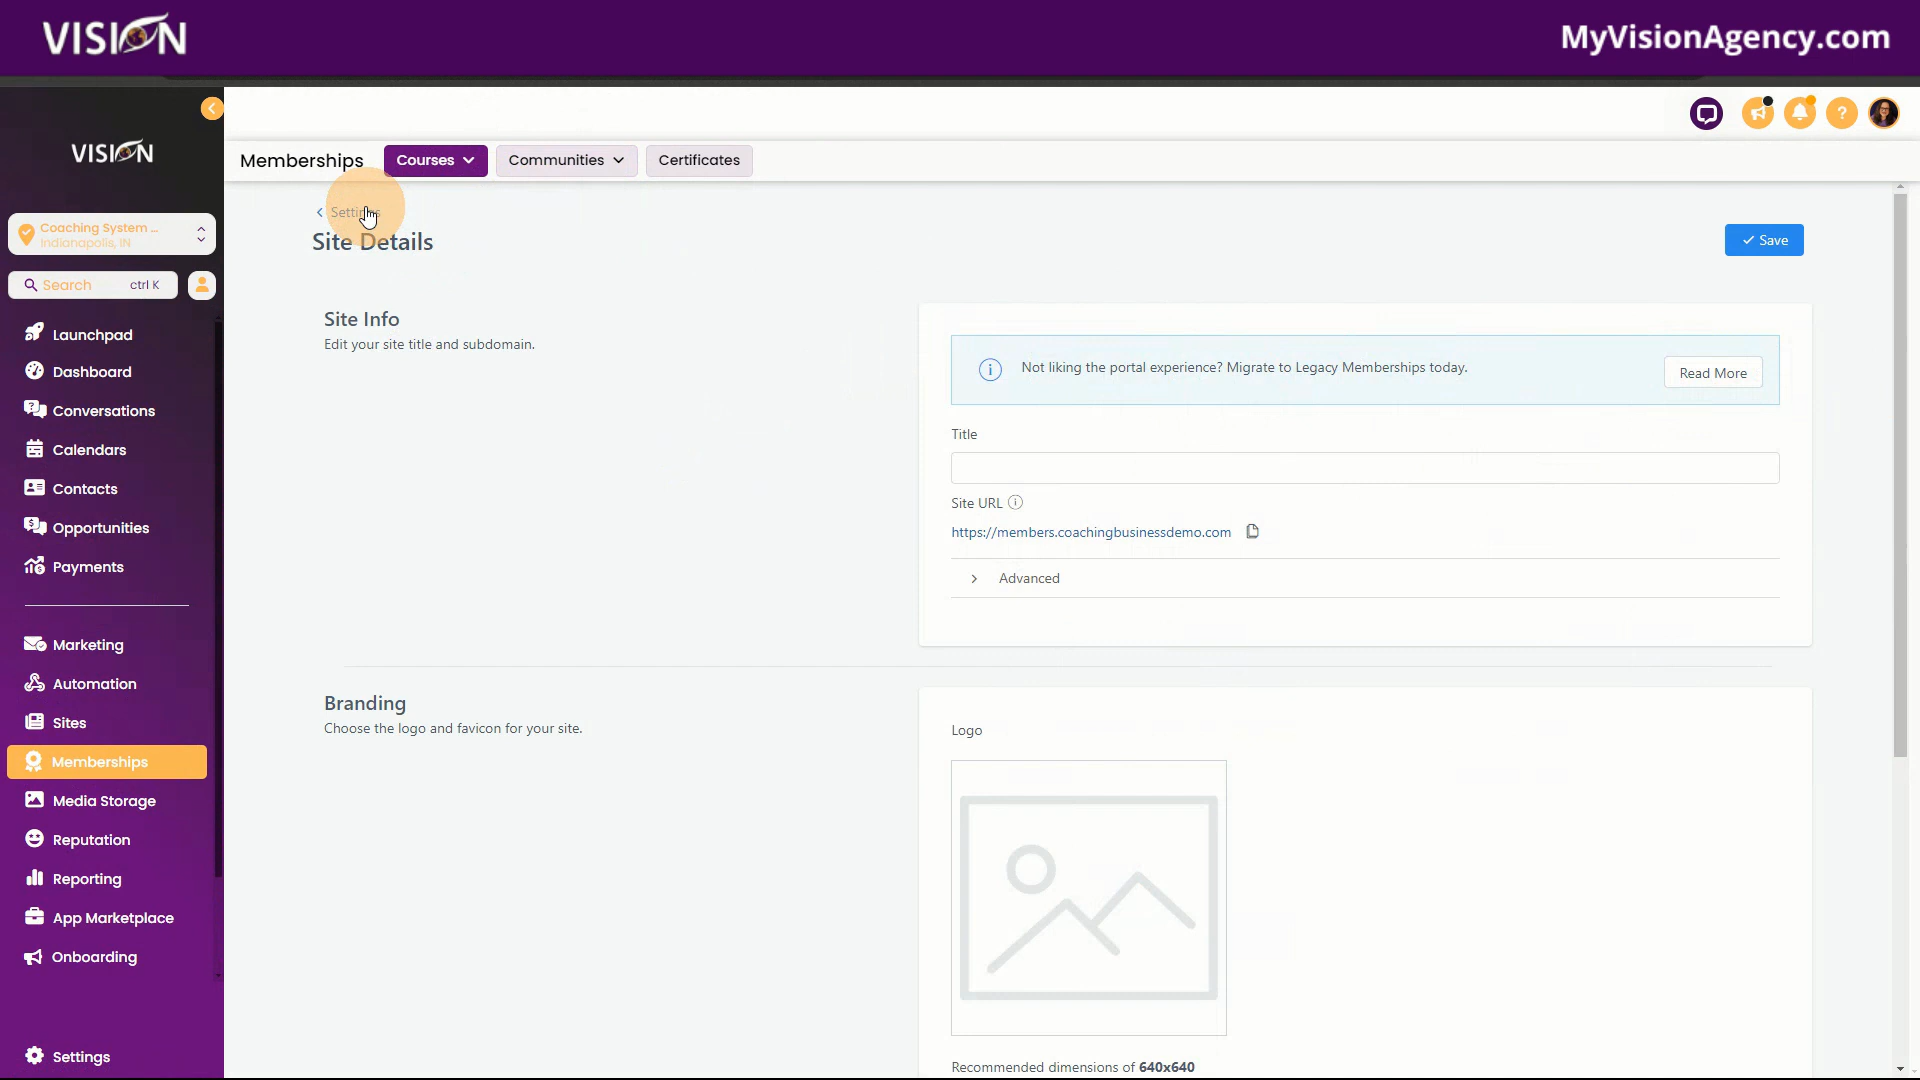 VISION
MyVisionAgency.com
VISION
Coaching System ...
Indianapolis, IN
Search ctrl K
Launchpad
Dashboard
Conversations
Calendars
Contacts
Opportunities
Payments
Marketing
Automation
Sites
Memberships
Media Storage
Reputation
Reporting
App Marketplace
Onboarding
Settings
Memberships Courses Communities Certificates
Settings
Site Details
Save
Site Info
Edit your site title and subdomain.
Not liking the portal experience? Migrate to Legacy Memberships today.
Read More
Title
Site URL
https://members.coachingbusinessdemo.com
Advanced
Branding
Choose the logo and favicon for your site.
Logo
Recommended dimensions of 640x640